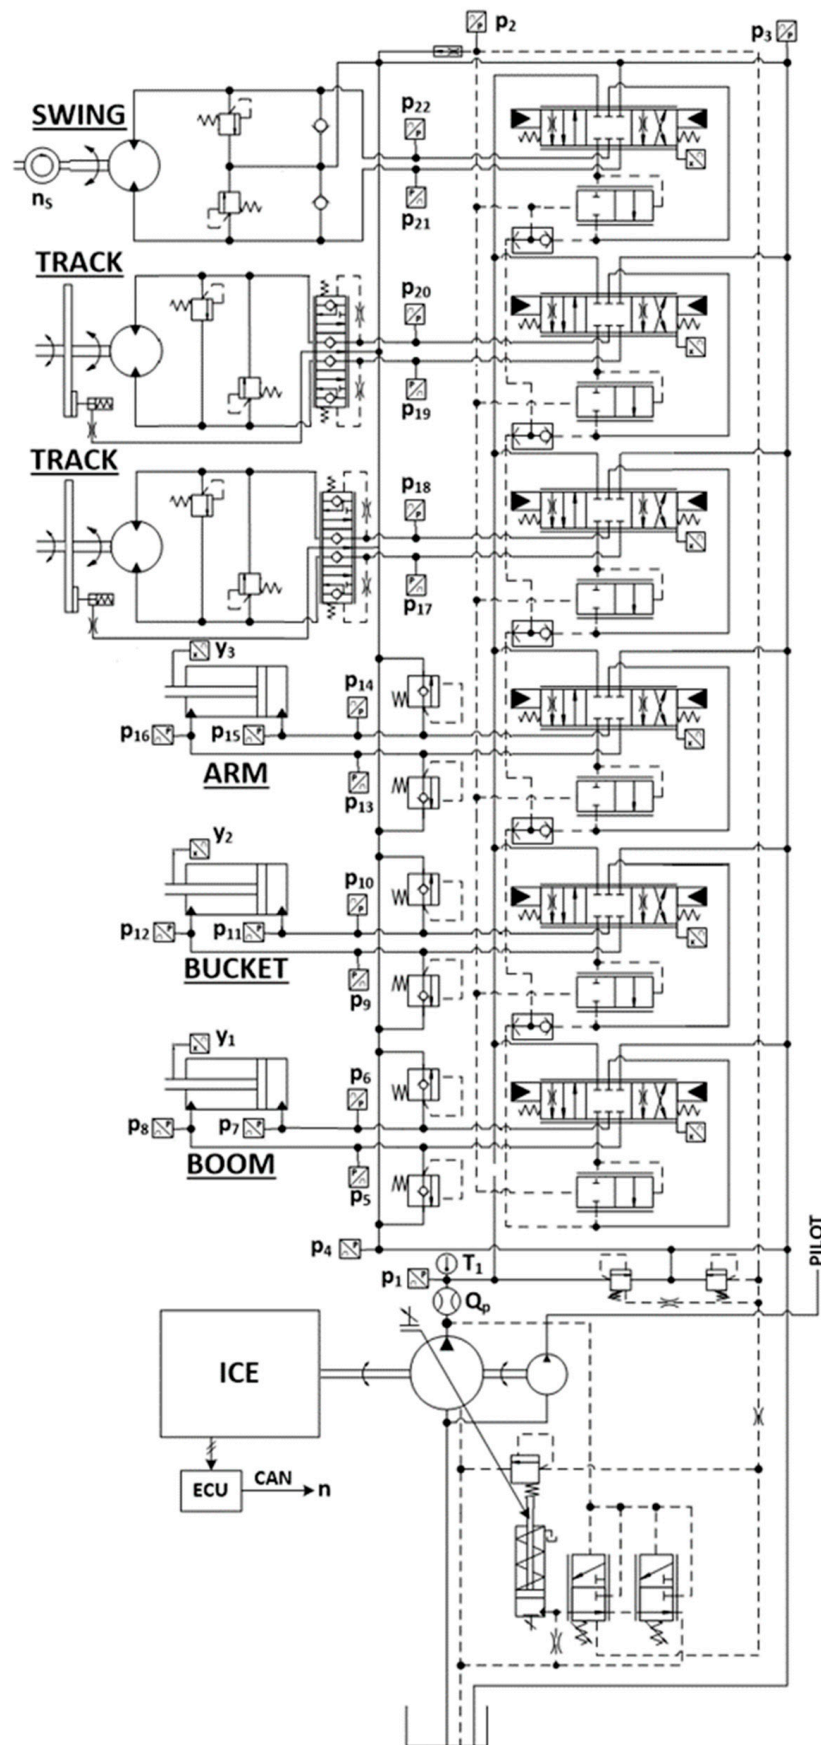 p2
p3
SWING
p22
nS
p21
TRACK
p20
p19
TRACK
p18
p17
y3
p14
p16
p15
ARM
p13
y2
p10
p12
p11
BUCKET
p9
y1
p6
p8
p7
BOOM
p5
PILOT
p4
T1
p1
Qp
ICE
ECU
CAN
n